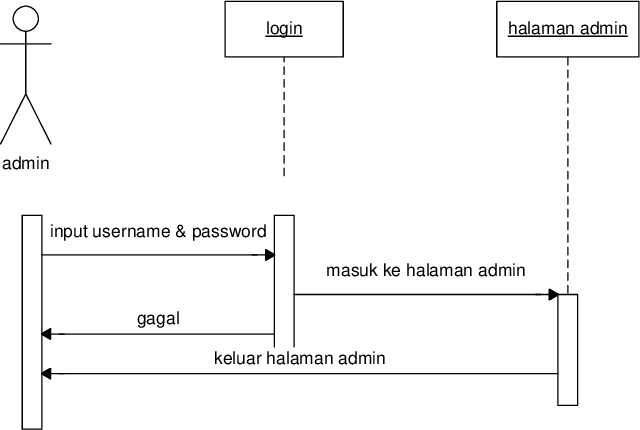 login
halaman admin
admin
input username & password
masuk ke halaman admin
gagal
keluar halaman admin